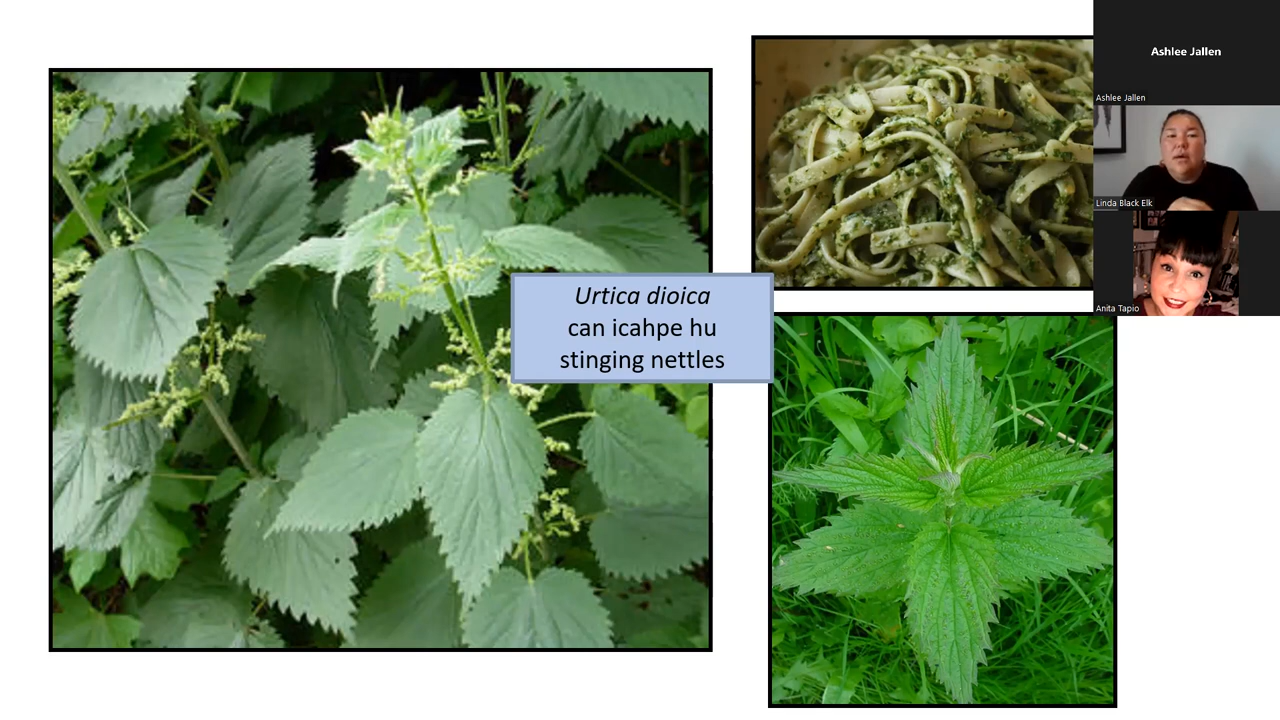 Urtica dioica
can icahpe hu
stinging nettles
Ashlee Jallen
Ashlee Jallen
Linda Black Elk
Anita Tapio